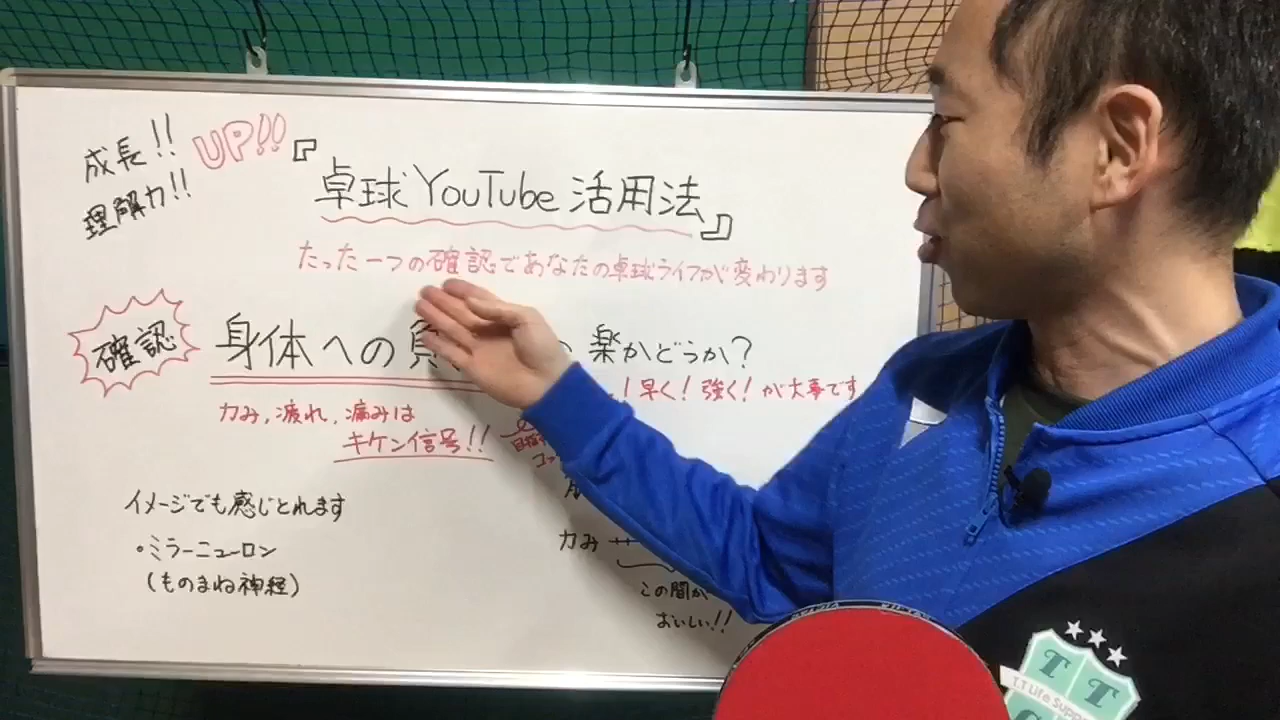 成長!!
理解力!!
UP!!
『卓球YouTube活用法』
たった一つの確認であなたの卓球ライフが変わります
確認
身体への負
楽かどうか?
!早く!強く!が大事です
力み,疲れ,痛みは
キケン信号!!
イメージでも感じとれます
・ミラーニューロン
(ものまね神経)
力み
この間が
おいしい!!
TT
TT Life Suppo